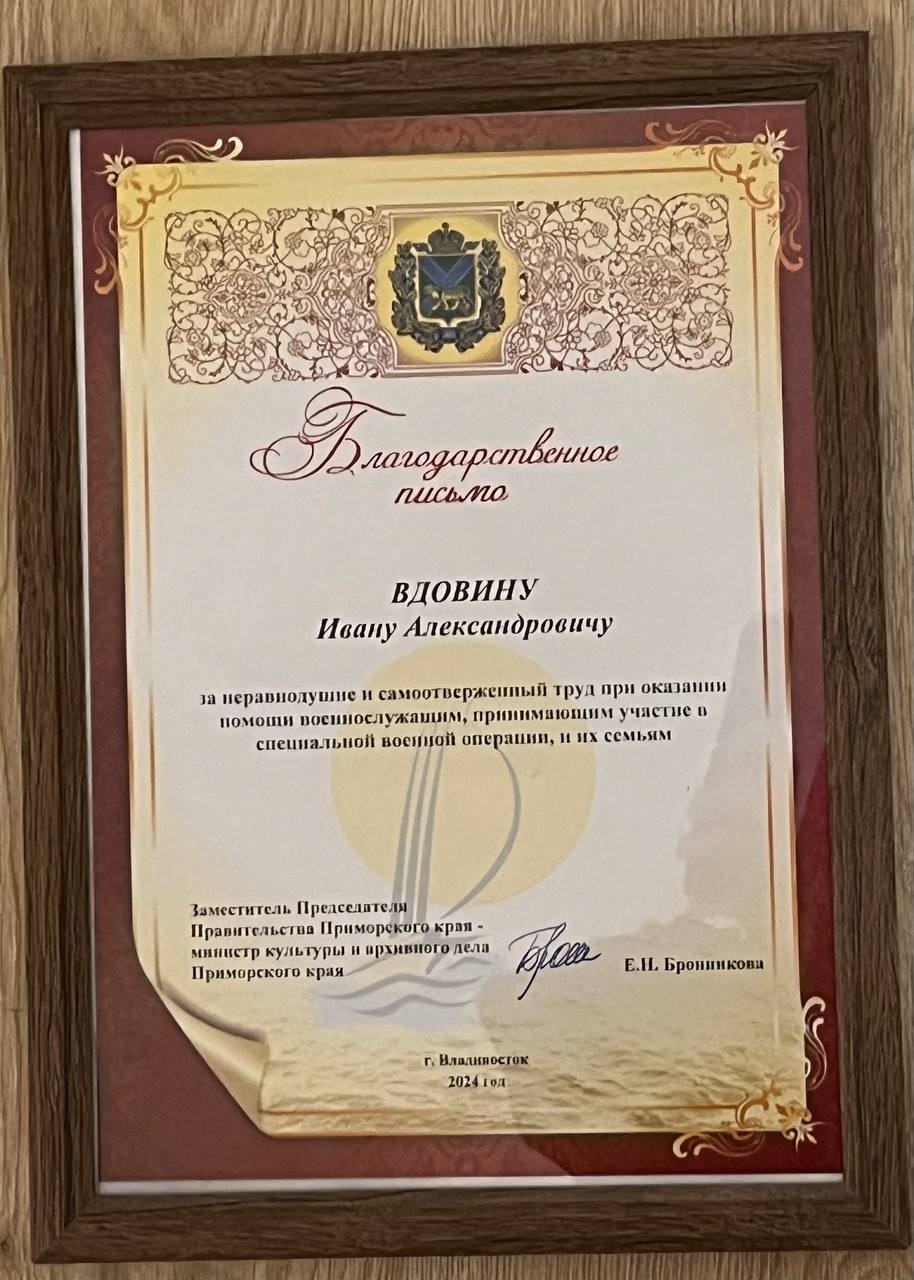 Благодарственное
письмо
ВДОВИНУ
Ивану Александровичу
за неравнодушие и самоотверженный труд при оказании
помощи военнослужащим, принимающим участие в
специальной военной операции, и их семьям
Заместитель Председателя
Правительства Приморского края -
министр культуры и архивного дела
Приморского края
Е.Н. Бронникова
г. Владивосток
2024 год